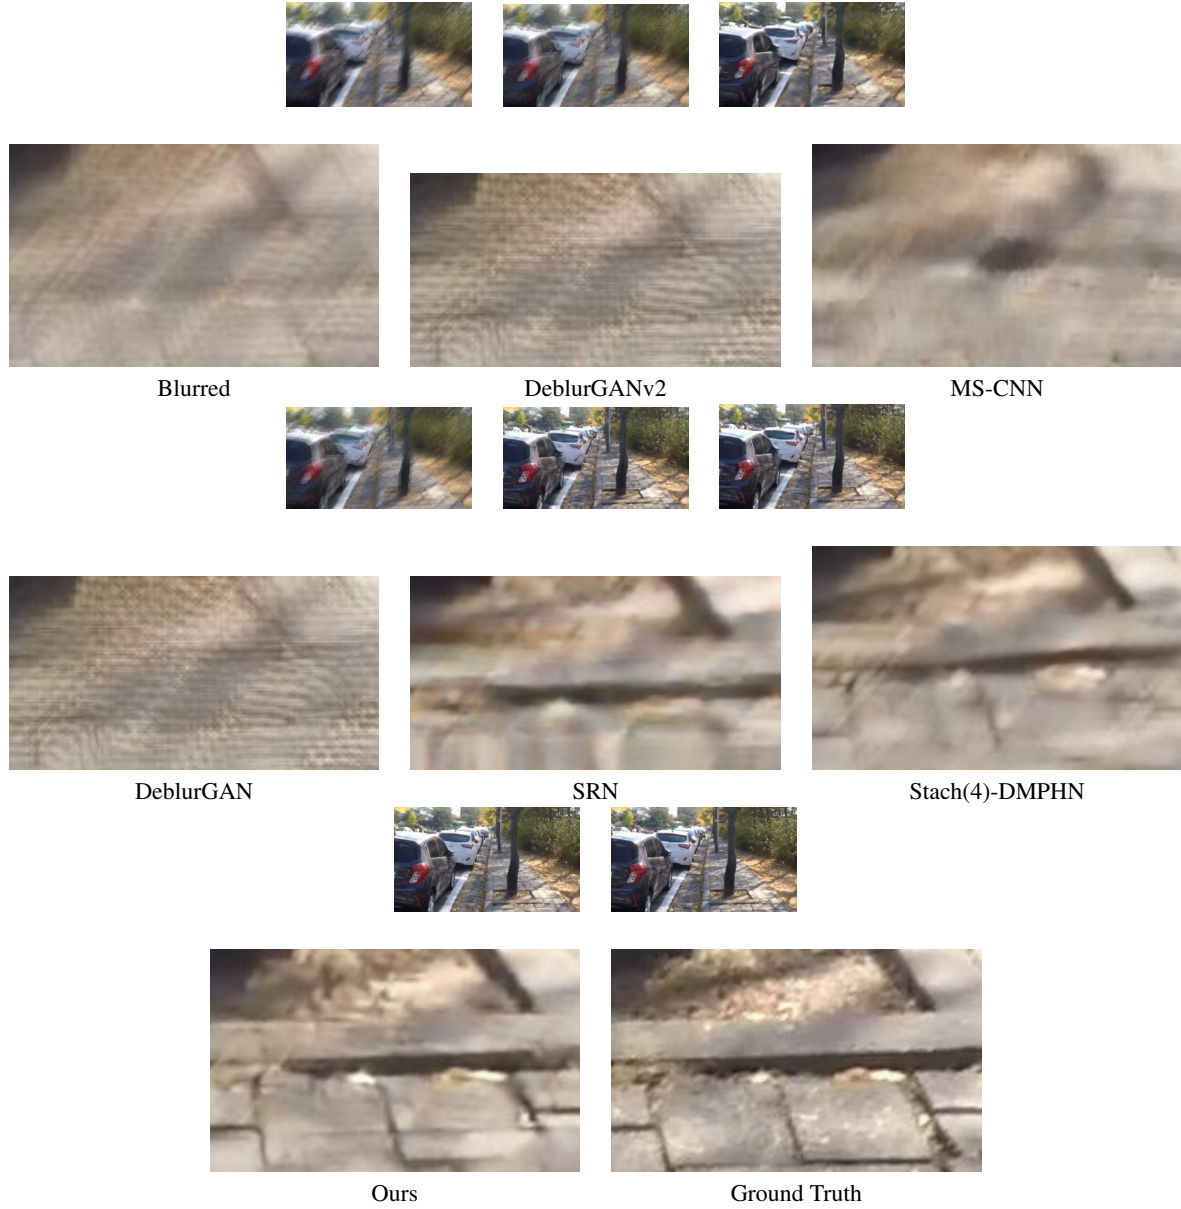 Blurred
DeblurGANv2
MS-CNN
DeblurGAN
SRN
Stach(4)-DMPHN
Ours
Ground Truth